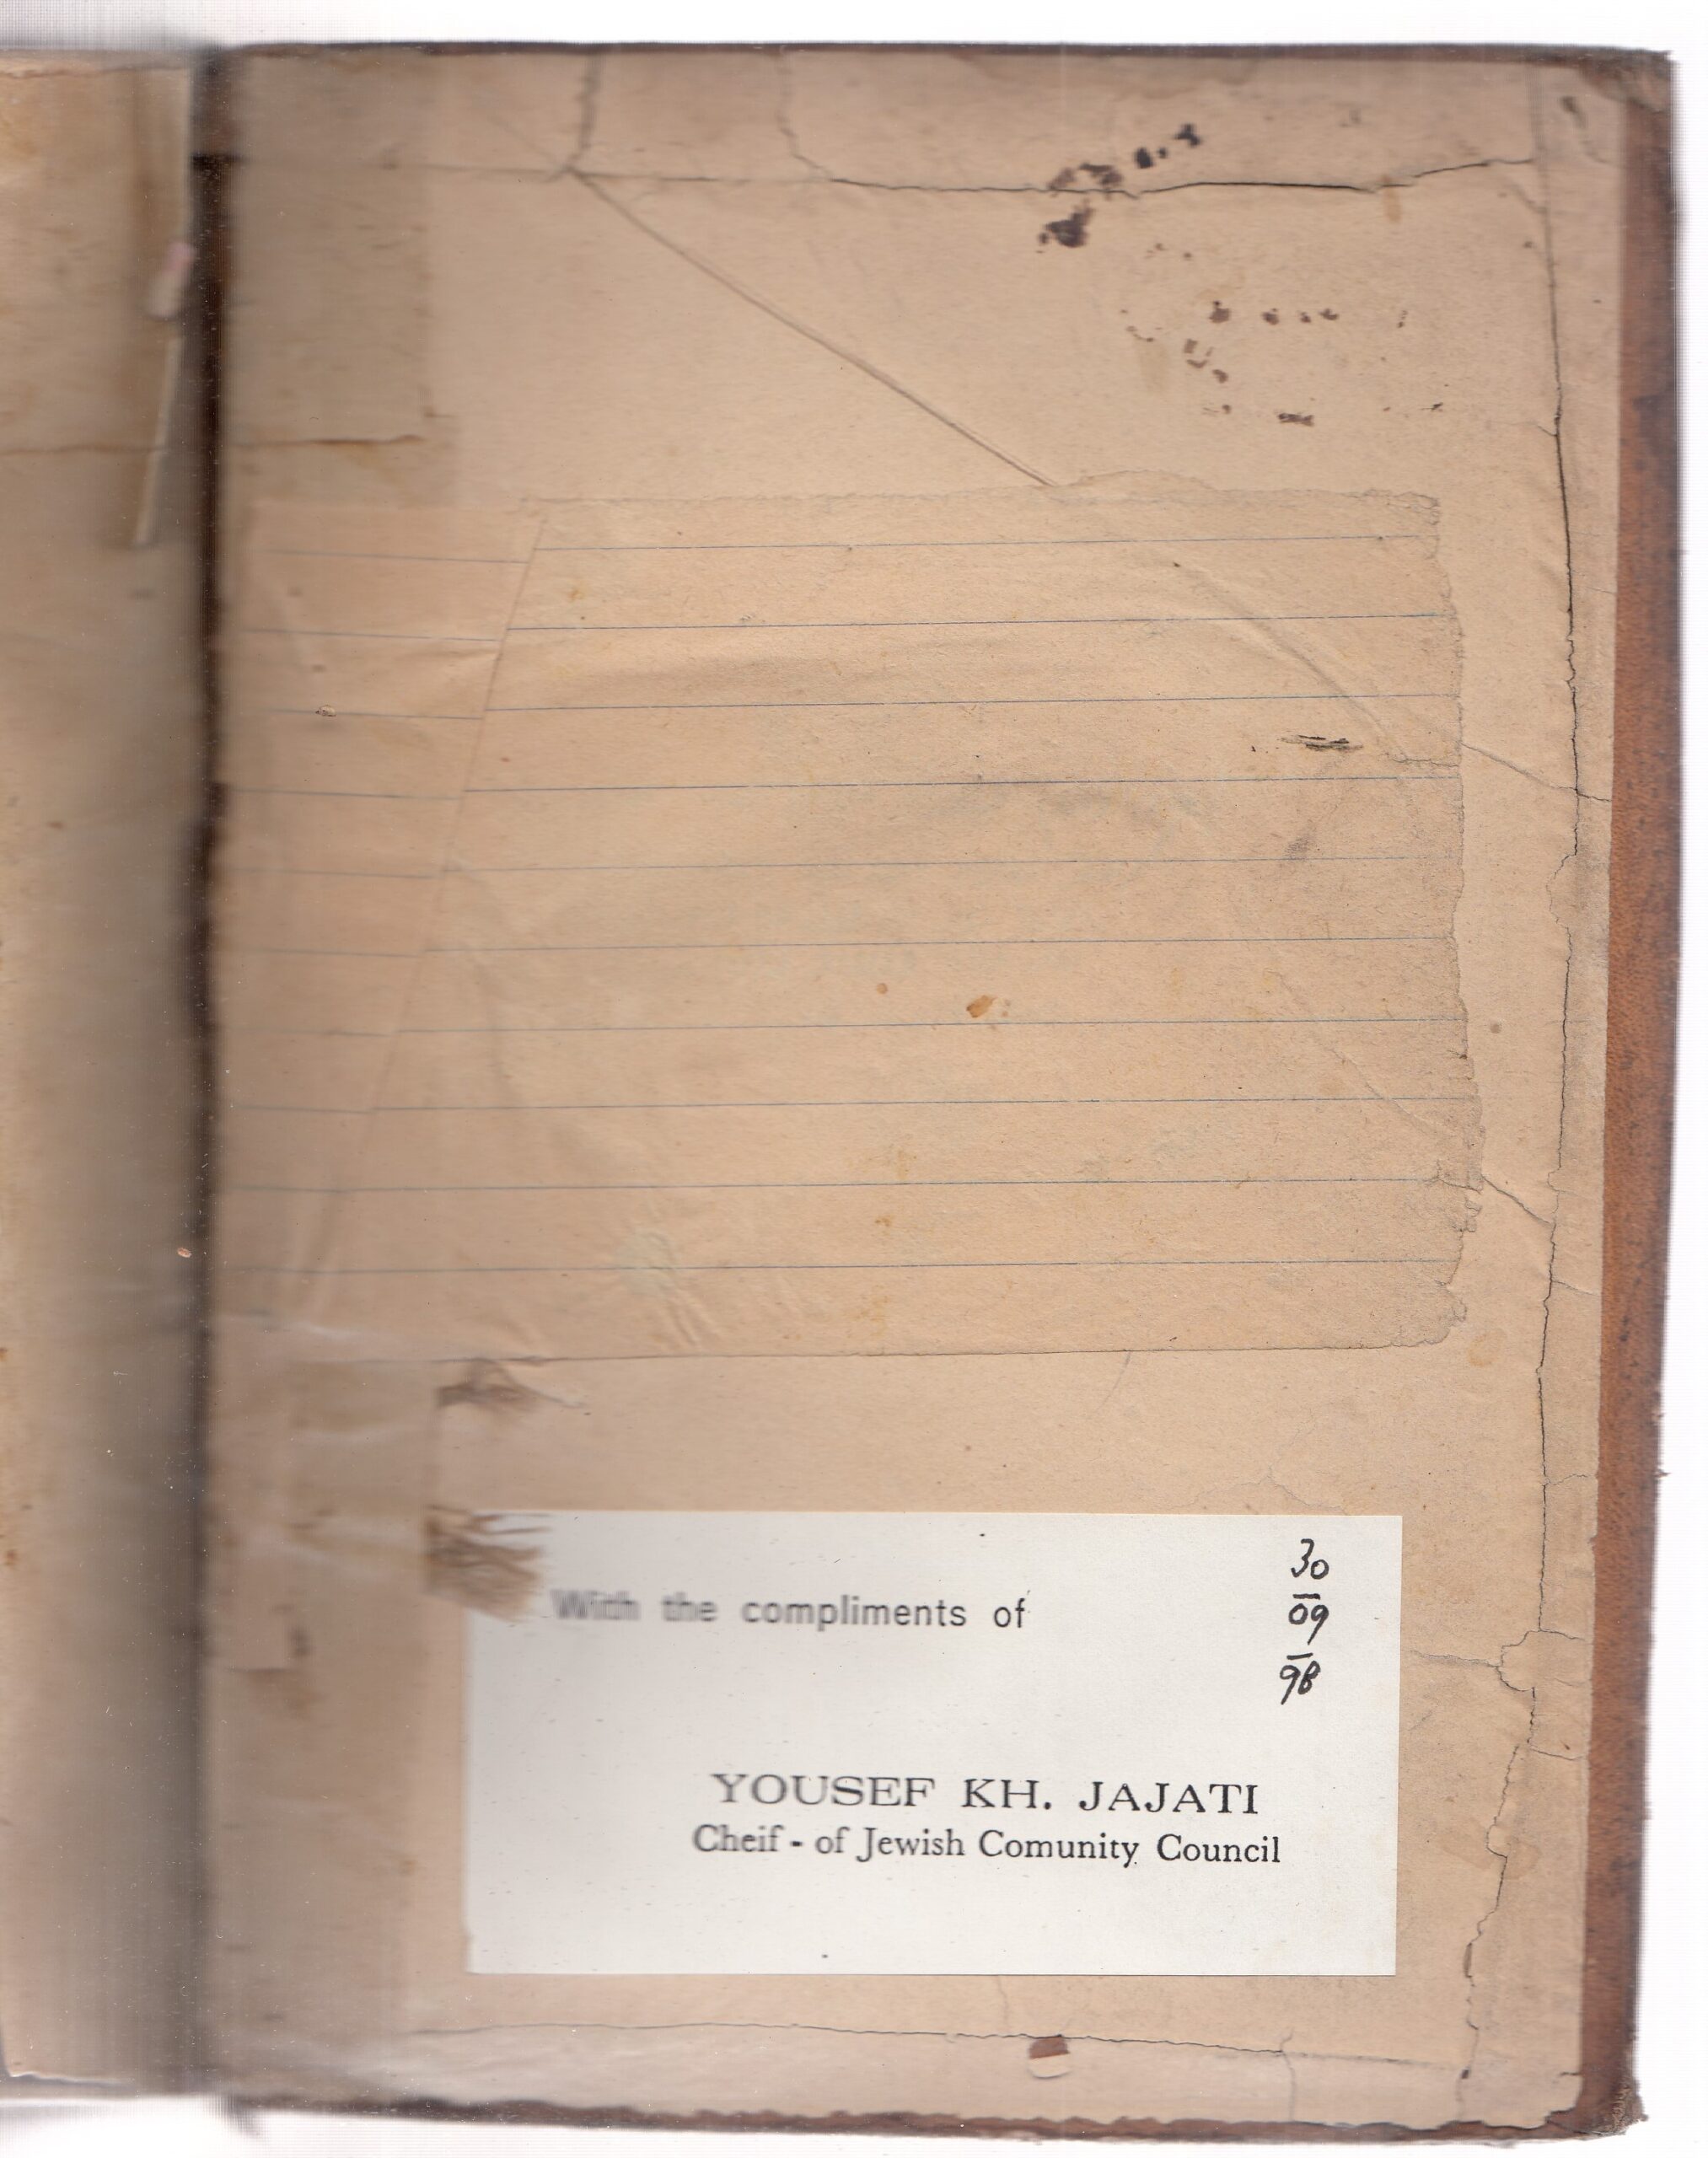 With the compliments of
30
09
98
YOUSEF KH. JAJATI
Cheif - of Jewish Comunity Council